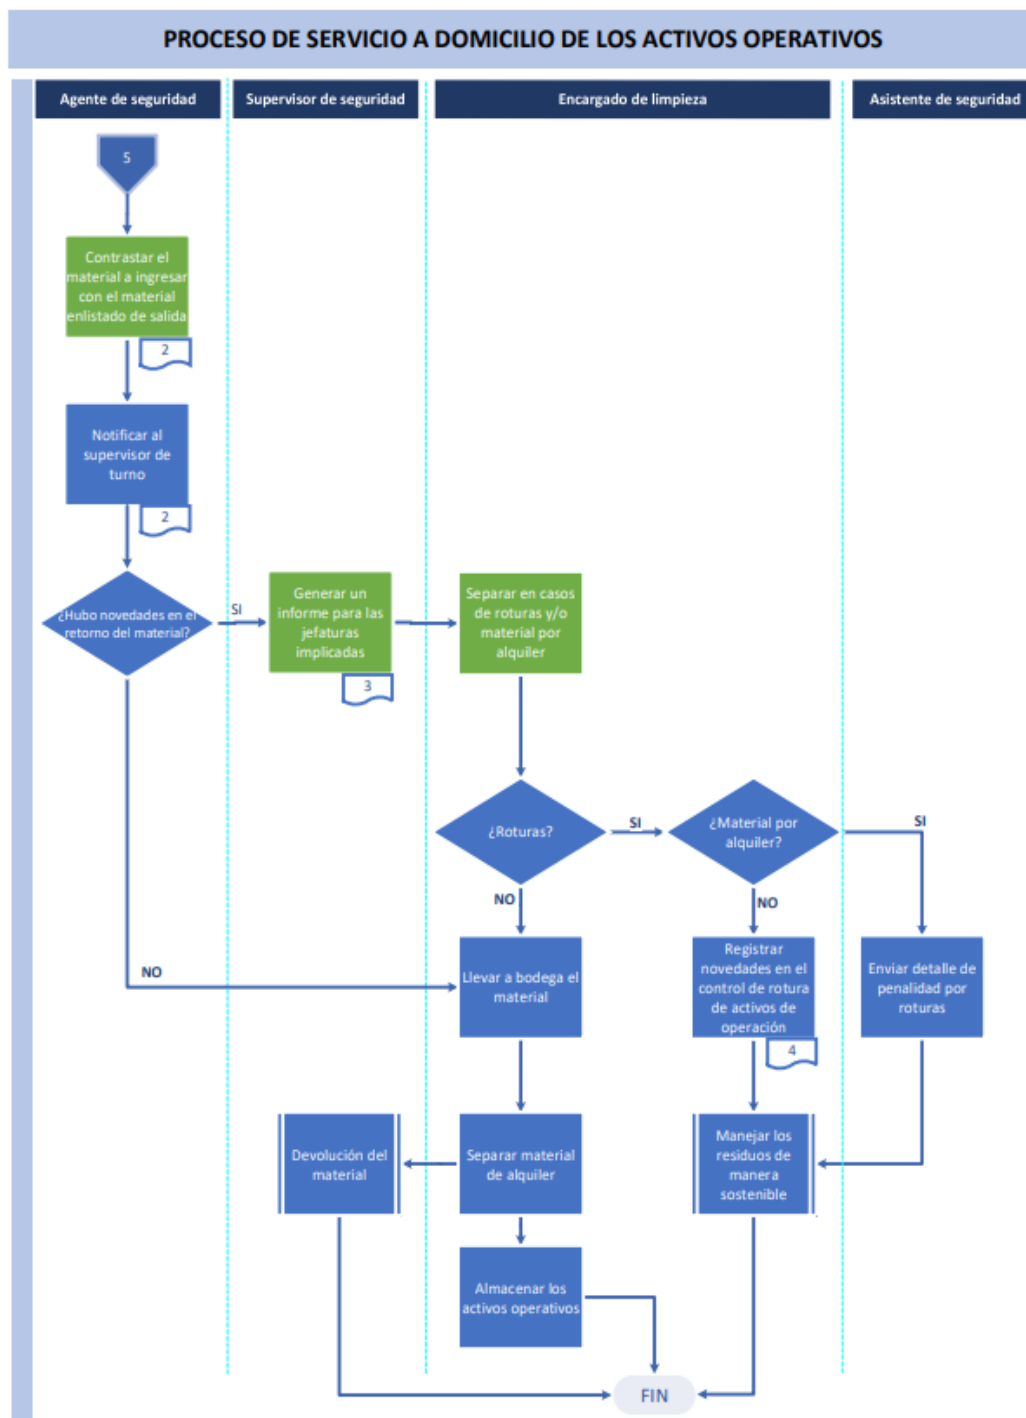 PROCESO DE SERVICIO A DOMICILIO DE LOS ACTIVOS OPERATIVOS
Agente de seguridad
Supervisor de seguridad
Encargado de limpieza
Asistente de seguridad
5
Contrastar el
material a ingresar
con el material
enlistado de salida
2
Notificar al
supervisor de
turno
2
¿Hubo novedades en el
retorno del material?
SI
Generar un
informe para las
jefaturas
implicadas
3
Separar en casos
de roturas y/o
material por
alquiler
¿Roturas?
SI
¿Material por
alquiler?
SI
NO
NO
NO
Llevar a bodega el
material
Registrar
novedades en el
control de rotura
de activos de
operación
4
Enviar detalle de
penalidad por
roturas
Devolución del
material
Separar material
de alquiler
Manejar los
residuos de
manera
sostenible
Almacenar los
activos operativos
FIN